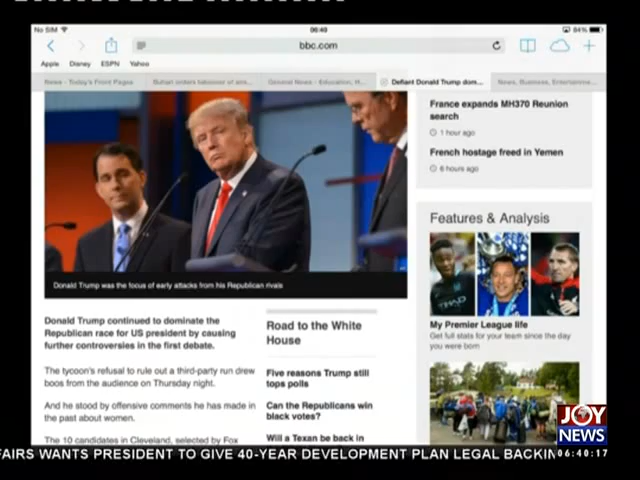 No SIM
06:40
84%
bbc.com
Apple Disney ESPN Yahoo
News - Today's Front Pages
Buhari orders takeover of
General News - Education, H...
Defiant Donald Trump dom...
News, Business, Entertainme...
France expands MH370 Reunion
search
1 hour ago
French hostage freed in Yemen
6 hours ago
Donald Trump was the focus of early attacks from his Republican rivals
Features & Analysis
My Premier League life
Get full stats for your team since the day
you were born
Donald Trump continued to dominate the
Republican race for US president by causing
further controversies in the first debate.
The tycoon's refusal to rule out a third-party run drew
boos from the audience on Thursday night.
And he stood by offensive comments he has made in
the past about women.
The 10 candidates in Cleveland, selected by Fox
Road to the White
House
Five reasons Trump still
tops polls
Can the Republicans win
black votes?
Will a Texan be back in
JOY
NEWS
06:40:17
FAIRS WANTS PRESIDENT TO GIVE 40-YEAR DEVELOPMENT PLAN LEGAL BACKIN